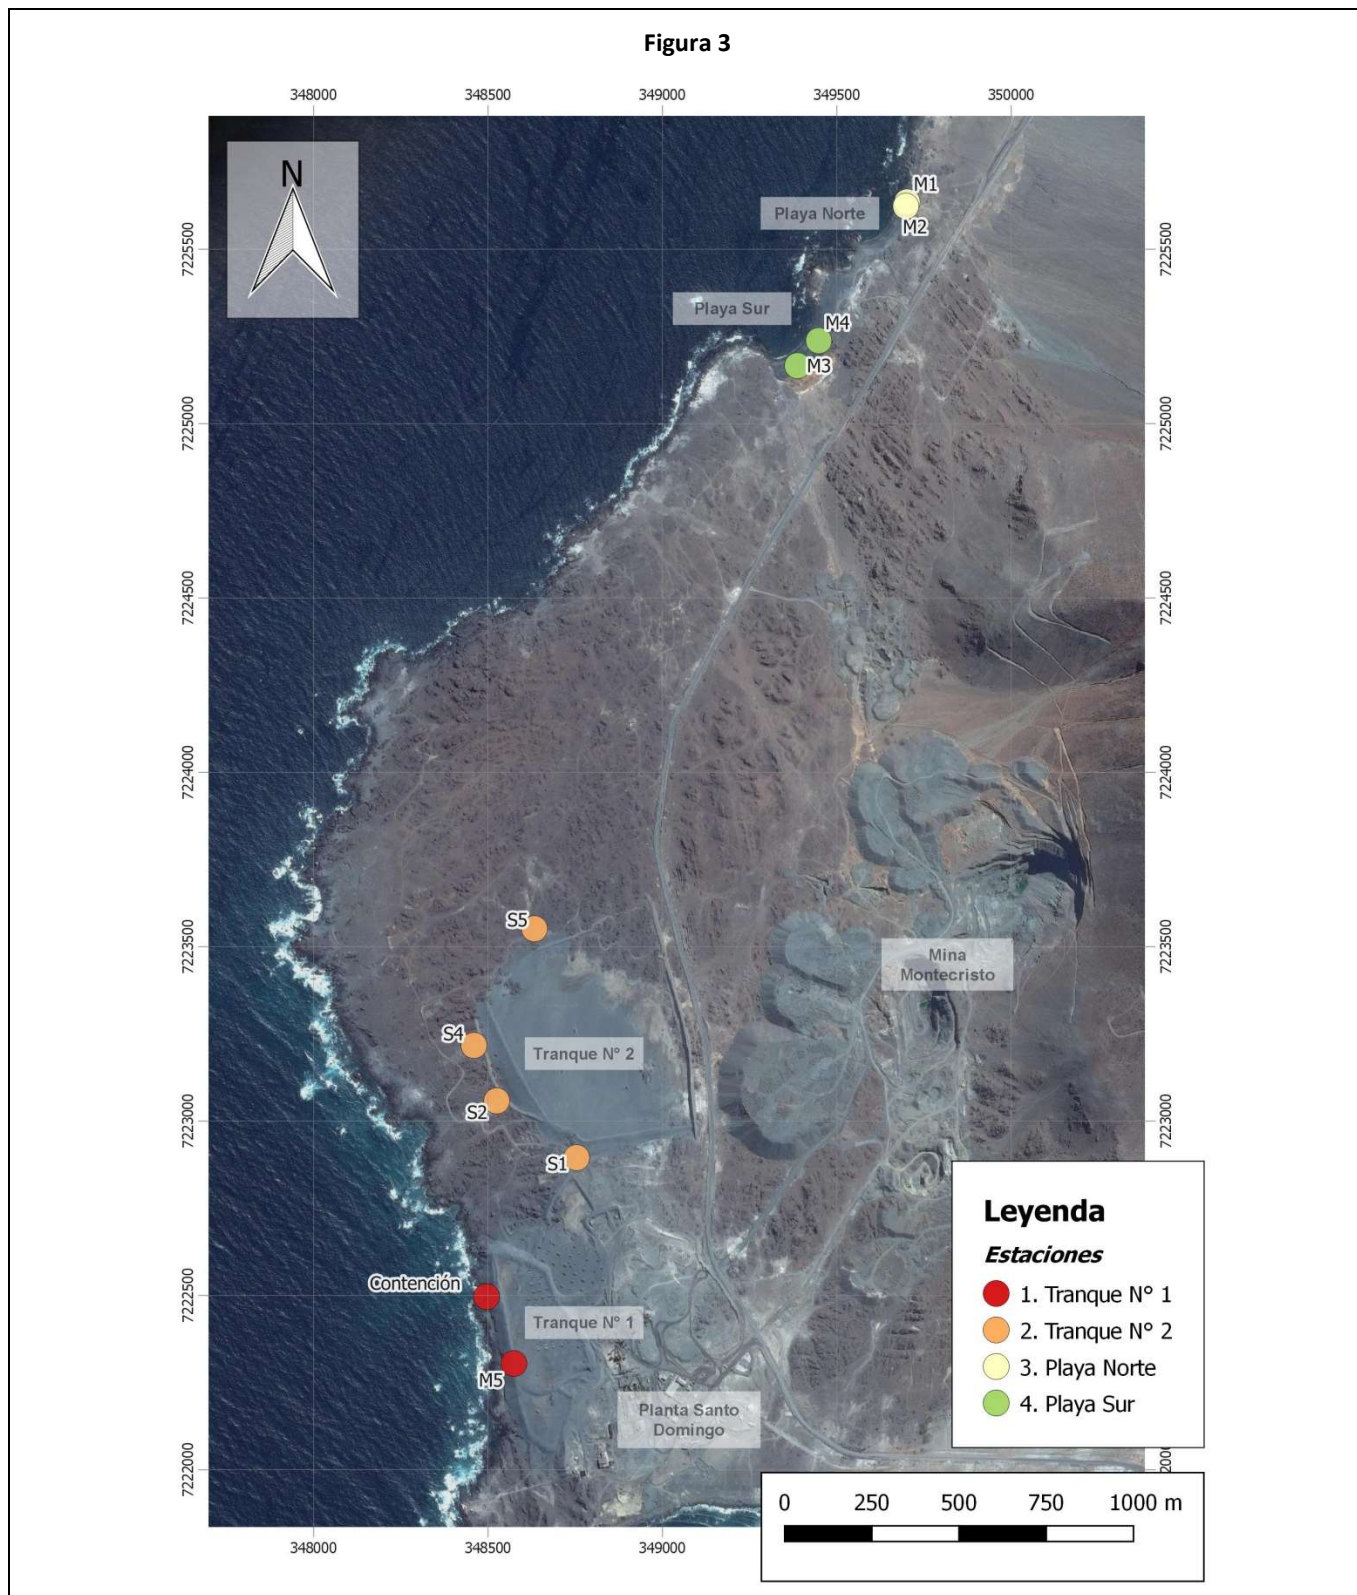 Figura 3
348000
348500
349000
349500
350000
N
M1
Playa Norte
M2
7225500
7225500
Playa Sur
M4
M3
7225000
7225000
7224500
7224500
7224000
7224000
S5
7223500
7223500
Mina
Montecristo
S4
Tranque N° 2
S2
7223000
7223000
S1
Leyenda
Estaciones
1. Tranque N° 1
2. Tranque N° 2
3. Playa Norte
4. Playa Sur
Contención
7222500
Tranque N° 1
M5
Planta Santo
Domingo
7222000
0 250 500 750 1000 m
348000
348500
349000